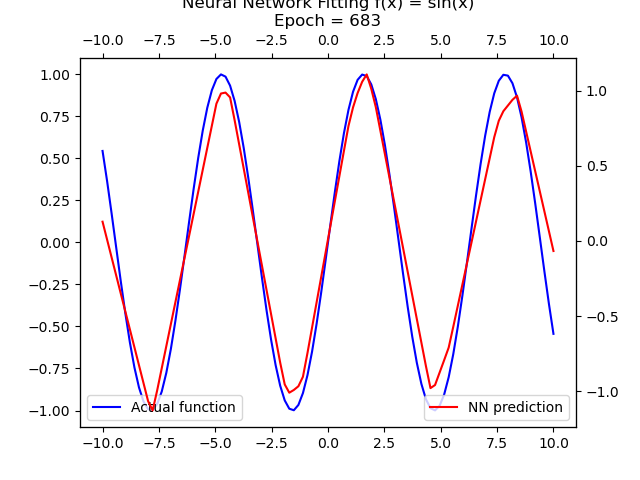 Neural Network Fitting f(x) = sin(x)
Epoch = 683
−10.0 −7.5 −5.0 −2.5 0.0 2.5 5.0 7.5 10.0
1.00
0.75
0.50
0.25
0.00
−0.25
−0.50
−0.75
−1.00
1.0
0.5
0.0
−0.5
−1.0
Actual function
NN prediction
−10.0 −7.5 −5.0 −2.5 0.0 2.5 5.0 7.5 10.0